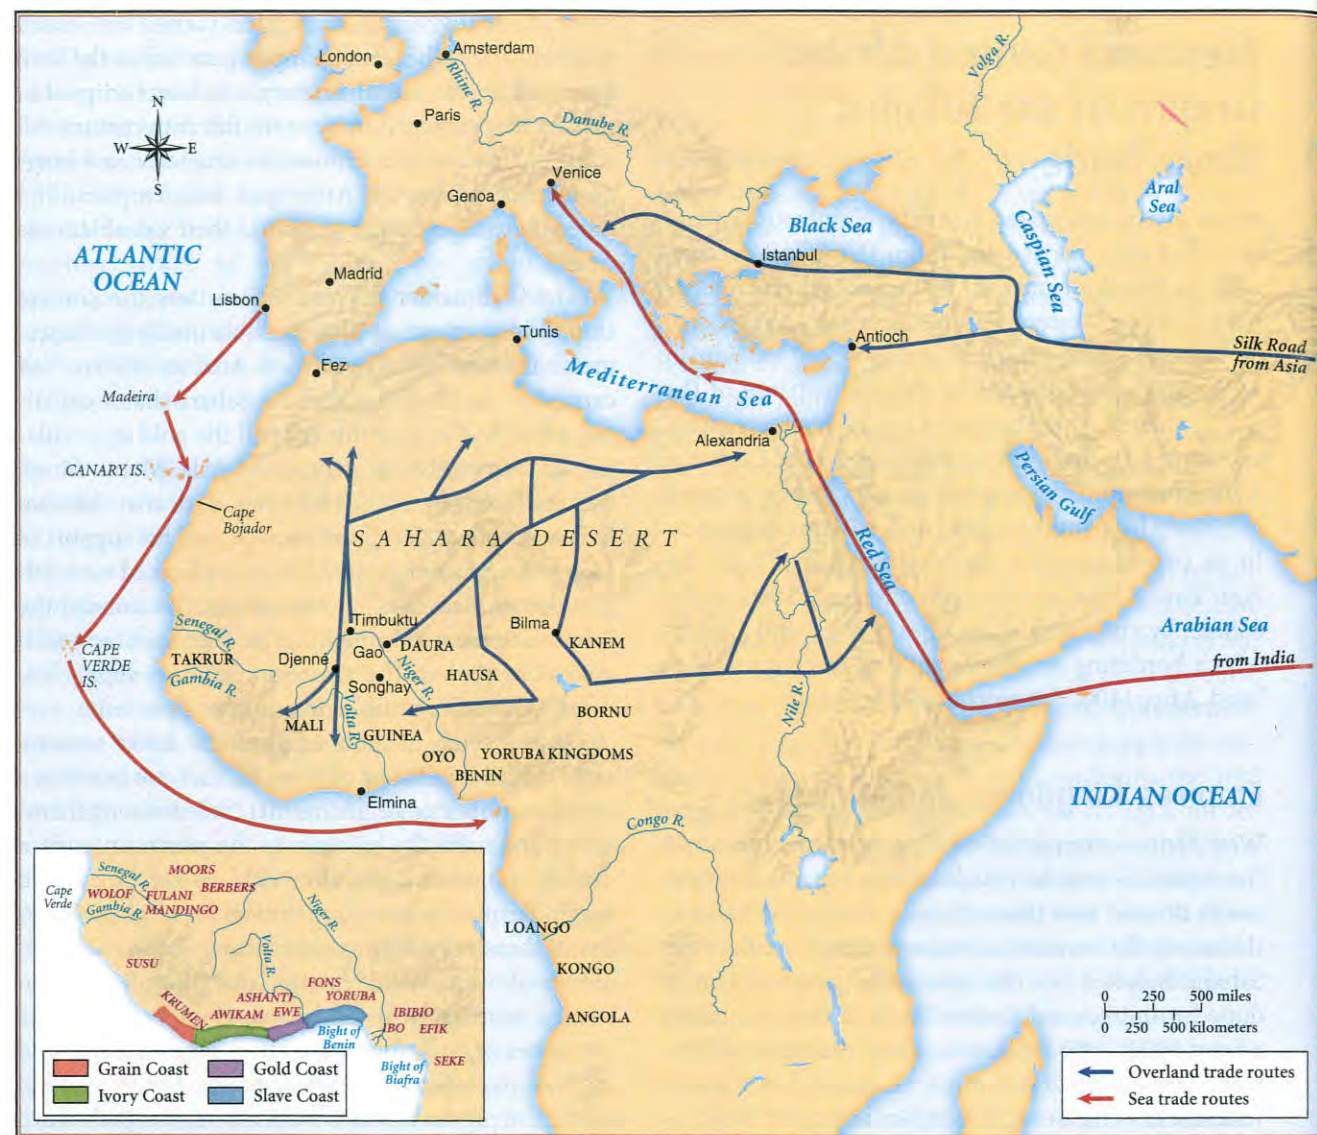 London
Amsterdam
Rhine R.
Volga R.
Paris
Danube R.
N
W
E
S
Venice
Genoa
Aral
Sea
Caspian Sea
Black Sea
ATLANTIC
OCEAN
Istanbul
Madrid
Lisbon
Tunis
Antioch
Silk Road
from Asia
Fez
Mediterranean Sea
Madeira
Alexandria
CANARY IS.
Persian Gulf
Cape
Bojador
SAHARA DESERT
Red Sea
Senegal R.
Timbuktu
Bilma
KANEM
Arabian Sea
CAPE
VERDE
IS.
TAKRUR
Djenné
Gao
DAURA
from India
Gambia R.
Songhay
Niger R.
HAUSA
Nile R.
MALI
Volta R.
GUINEA
BORNU
OYO
YORUBA KINGDOMS
BENIN
Elmina
INDIAN OCEAN
Congo R.
LOANGO
KONGO
ANGOLA
Cape
Verde
Senegal R.
MOORS
WOLOF
FULANI
BERBERS
Gambia R.
MANDINGO
Niger R.
SUSU
Volta R.
FONS
KRUMEN
ASHANTI
YORUBA
AWIKAM
EWE
IBIBIO
IBO
EFIK
Bight of
Benin
SEKE
Bight of
Biafra
Grain Coast
Gold Coast
Ivory Coast
Slave Coast
0 250 500 miles
0 250 500 kilometers
Overland trade routes
Sea trade routes